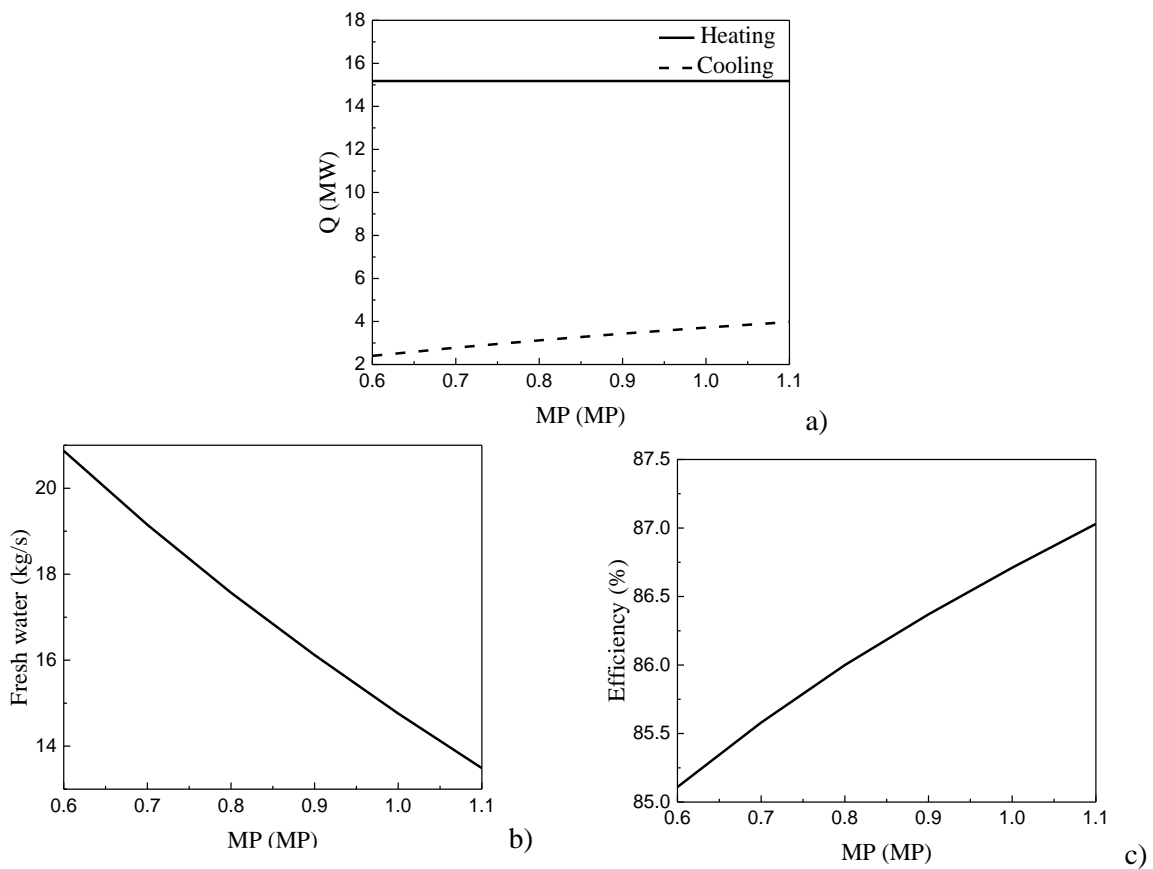 18
16
14
12
10
8
6
4
2
Q (MW)
Heating
Cooling
0.6 0.7 0.8 0.9 1.0 1.1
MP (MP)
a)
20
18
16
14
Fresh water (kg/s)
0.6 0.7 0.8 0.9 1.0 1.1
MP (MP)
b)
87.5
87.0
86.5
86.0
85.5
85.0
Efficiency (%)
0.6 0.7 0.8 0.9 1.0 1.1
MP (MP)
c)